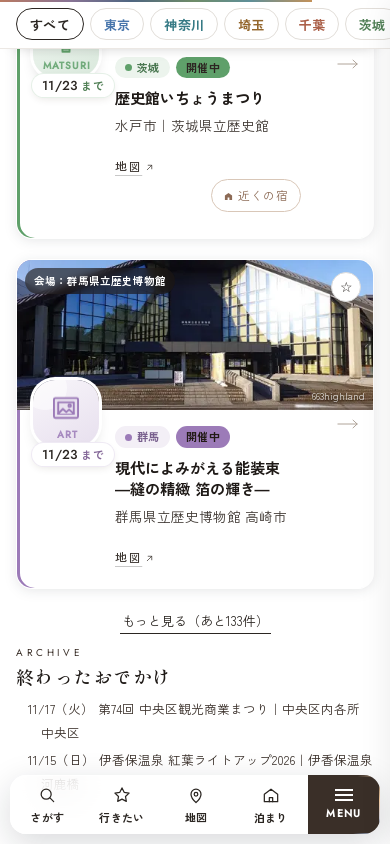 すべて
東京
神奈川
埼玉
千葉
茨城
MATSURI
11/23 まで
茨城
開催中
歴史館いちょうまつり
水戸市｜茨城県立歴史館
地図
近くの宿
会場：群馬県立歴史博物館
663highland
ART
11/23 まで
群馬
開催中
現代によみがえる能装束
―縫の精緻 箔の輝き―
群馬県立歴史博物館 高崎市
地図
もっと見る（あと133件）
ARCHIVE
終わったおでかけ
11/17（火） 第74回 中央区観光商業まつり｜中央区内各所
中央区
11/15（日） 伊香保温泉 紅葉ライトアップ2026｜伊香保温泉
河鹿橋
さがす
行きたい
地図
泊まり
MENU